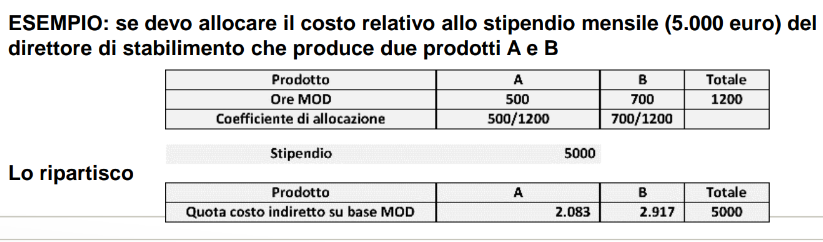 ESEMPIO: se devo allocare il costo relativo allo stipendio mensile (5.000 euro) del
direttore di stabilimento che produce due prodotti A e B
Prodotto A B Totale
Ore MOD 500 700 1200
Coefficiente di allocazione 500/1200 700/1200
Stipendio 5000
Lo ripartisco
Prodotto A B Totale
Quota costo indiretto su base MOD 2.083 2.917 5000